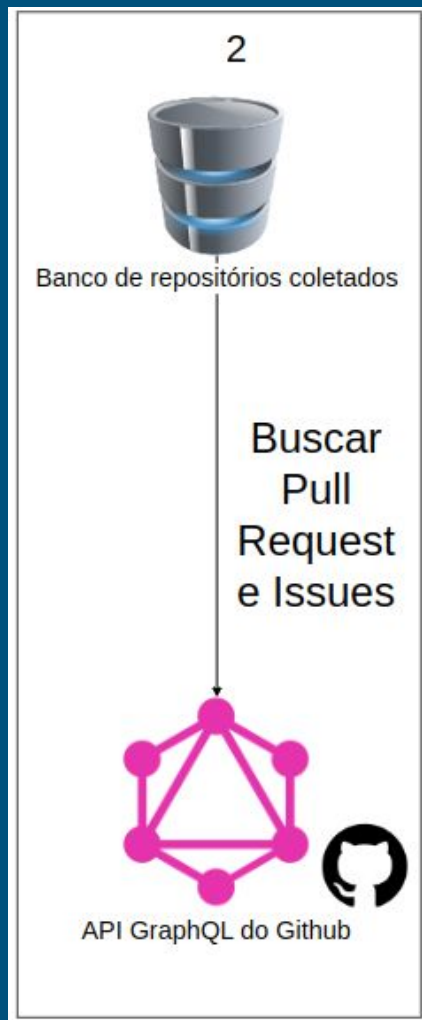 2
Banco de repositórios coletados
Buscar
Pull
Request
e Issues
API GraphQL do Github